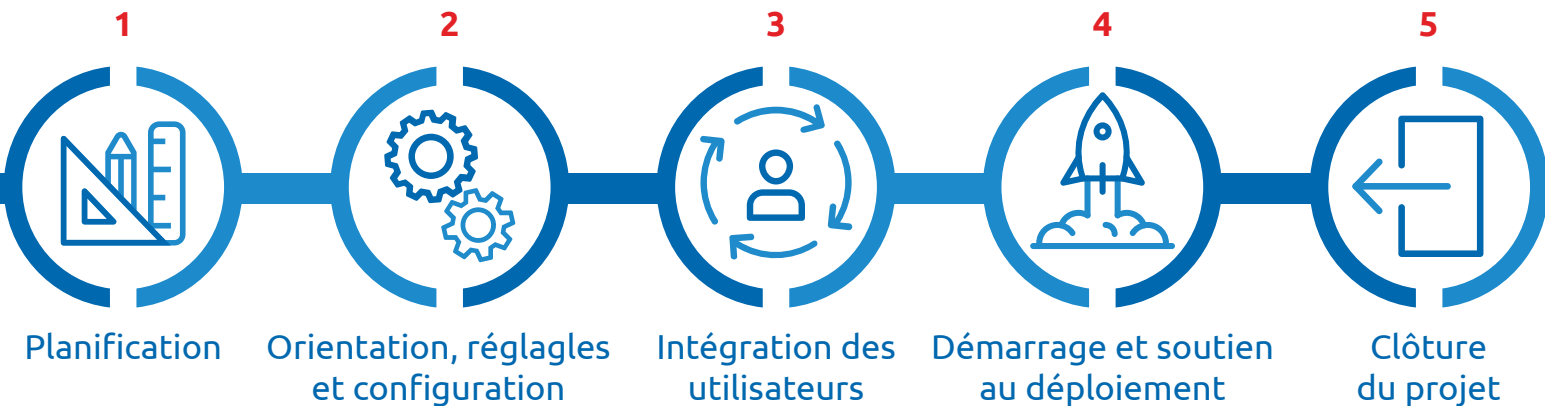 1
2
3
4
5
Planification
Orientation, réglagles
et configuration
Intégration des
utilisateurs
Démarrage et soutien
au déploiement
Clôture
du projet